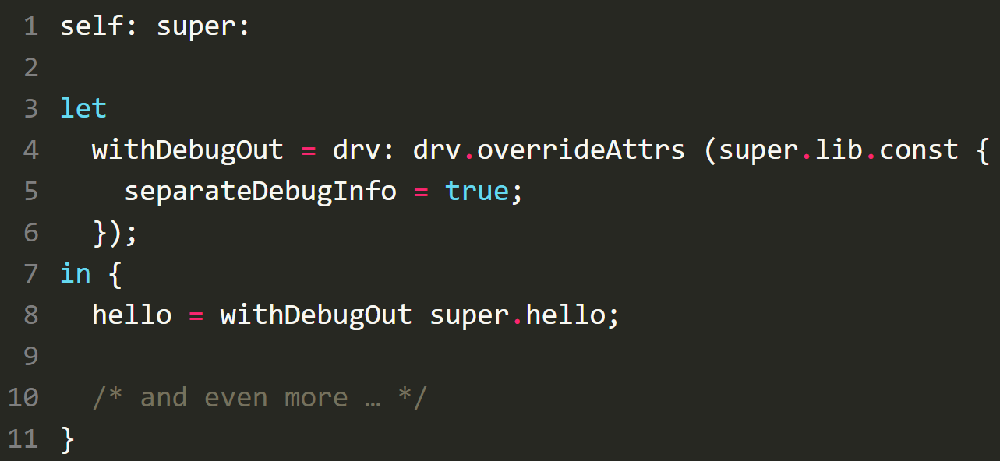 1 self: super:
2
3 let
4   withDebugOut = drv: drv.overrideAttrs (super.lib.const {
5     separateDebugInfo = true;
6   });
7 in {
8   hello = withDebugOut super.hello;
9
10   /* and even more … */
11 }